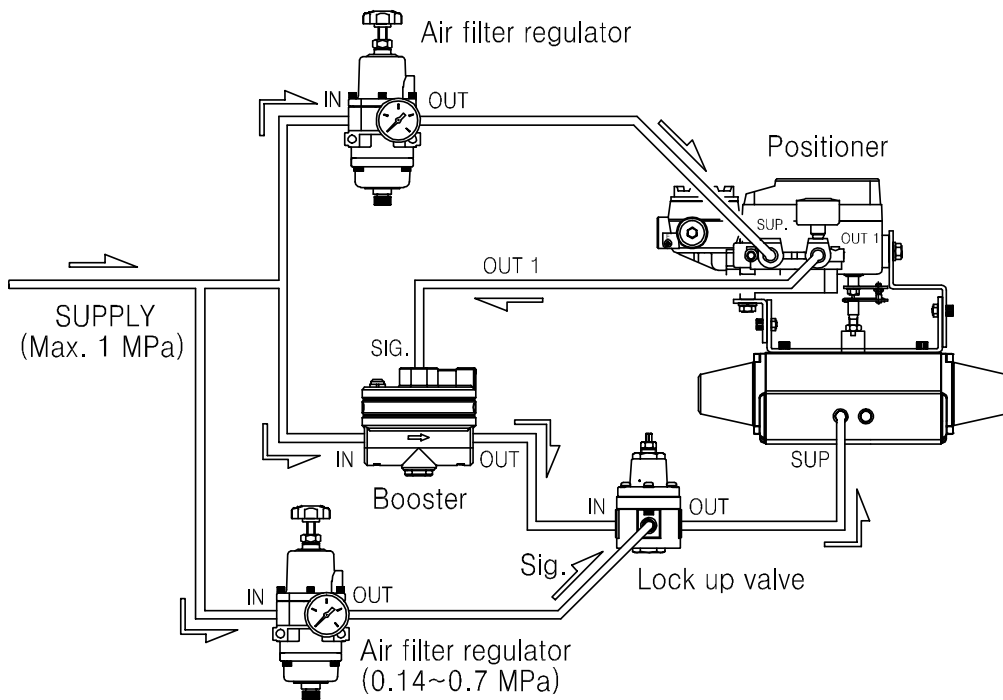 Air filter regulator
IN
OUT
Positioner
SUP.
OUT 1
OUT 1
SUPPLY
(Max. 1 MPa)
SIG.
IN
OUT
Booster
SUP
IN
OUT
Sig.
Lock up valve
IN
OUT
Air filter regulator
(0.14~0.7 MPa)